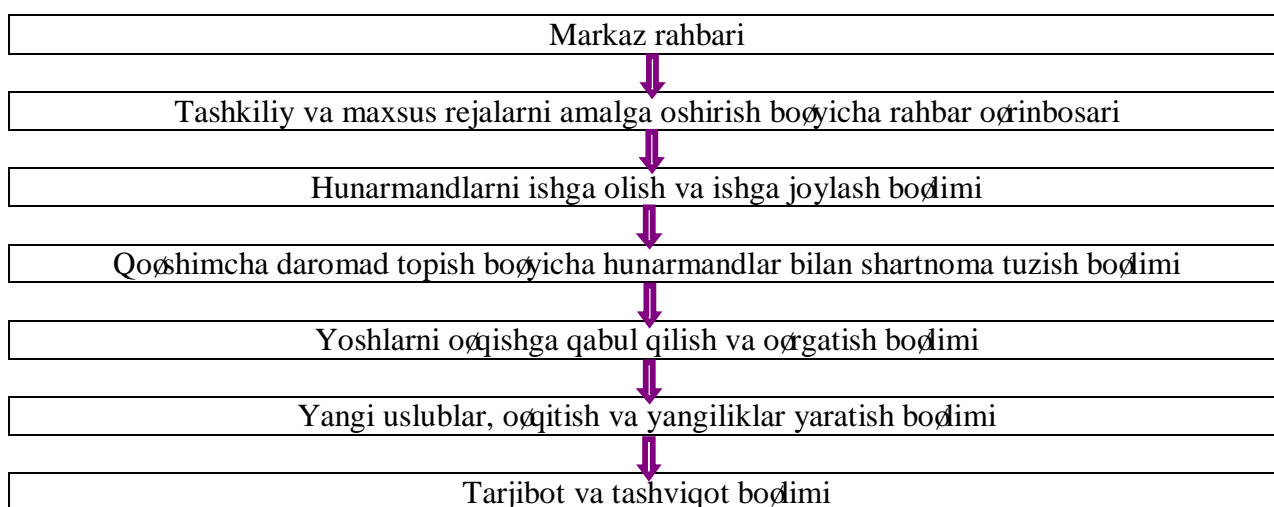 Markaz rahbari
Tashkiliy va maxsus rejalarni amalga oshirish boøyicha rahbar oørinbosari
Hunarmandlarni ishga olish va ishga joylash boølimi
Qoøshimcha daromad topish boøyicha hunarmandlar bilan shartnoma tuzish boølimi
Yoshlarni oøqishga qabul qilish va oørgatish boølimi
Yangi uslublar, oøqitish va yangiliklar yaratish boølimi
Tarjibot va tashviqot boølimi